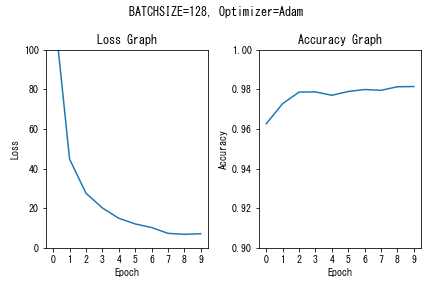 BATCHSIZE=128, Optimizer=Adam
Loss Graph
100
80
60
40
20
0
Loss
0 1 2 3 4 5 6 7 8 9
Epoch
Accuracy Graph
1.00
0.98
0.96
0.94
0.92
0.90
Accuracy
0 1 2 3 4 5 6 7 8 9
Epoch